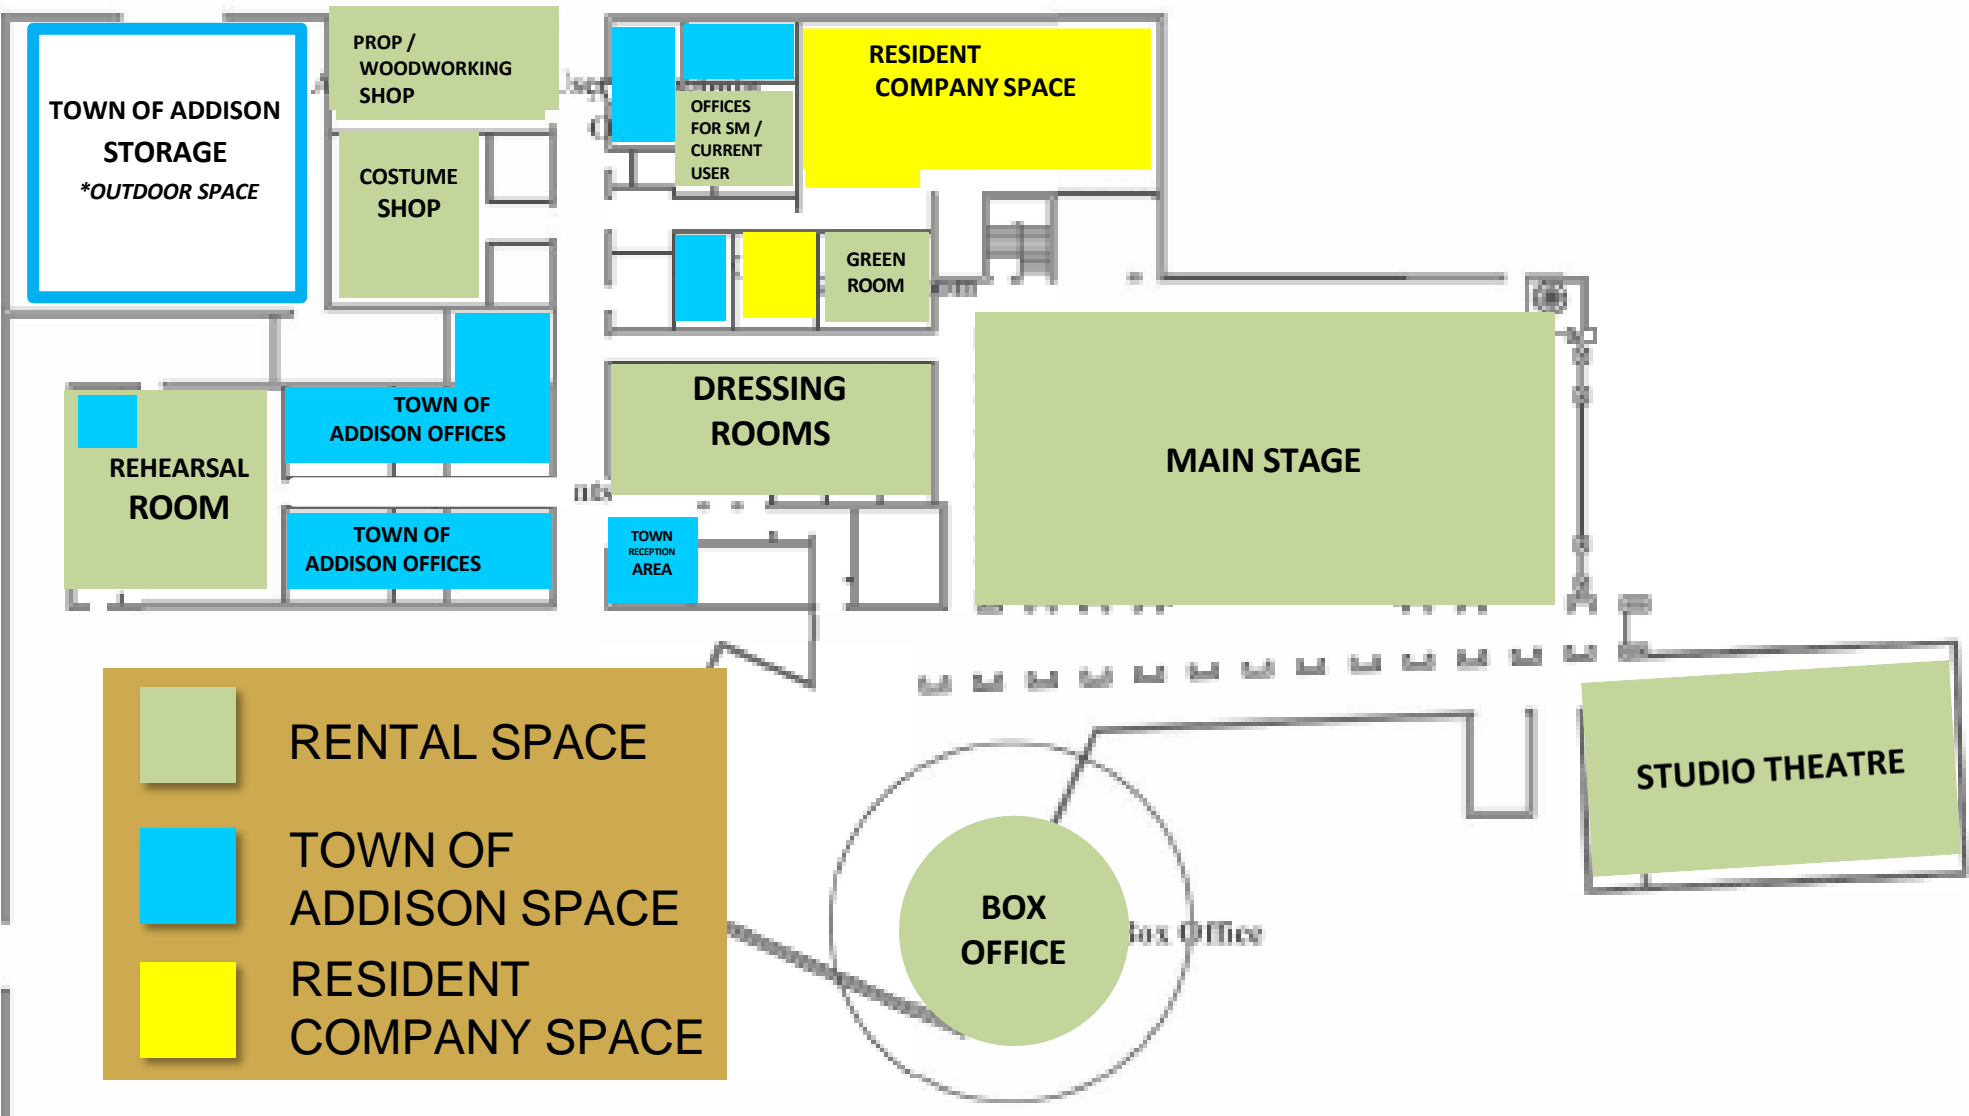 TOWN OF ADDISON
STORAGE
*OUTDOOR SPACE
PROP /
WOODWORKING
SHOP
COSTUME
SHOP
OFFICES
FOR SM /
CURRENT
USER
RESIDENT
COMPANY SPACE
GREEN
ROOM
TOWN OF
ADDISON OFFICES
REHEARSAL
ROOM
TOWN OF
ADDISON OFFICES
DRESSING
ROOMS
TOWN
RECEPTION
AREA
MAIN STAGE
STUDIO THEATRE
BOX
OFFICE
Office
RENTAL SPACE
TOWN OF
ADDISON SPACE
RESIDENT
COMPANY SPACE